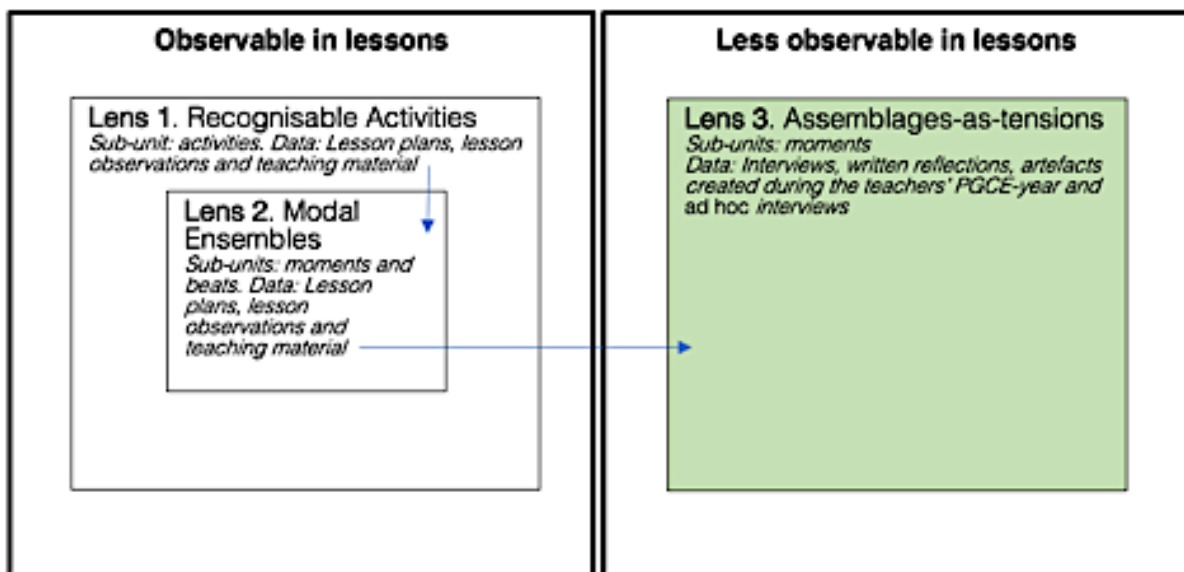 Observable in lessons
Lens 1. Recognisable Activities
Sub-unit: activities. Data: Lesson plans, lesson
observations and teaching material
Lens 2. Modal
Ensembles
Sub-units: moments and
beats. Data: Lesson
plans, lesson
observations and
teaching material
Less observable in lessons
Lens 3. Assemblages-as-tensions
Sub-units: moments
Data: Interviews, written reflections, artefacts
created during the teachers' PGCE-year and
ad hoc interviews